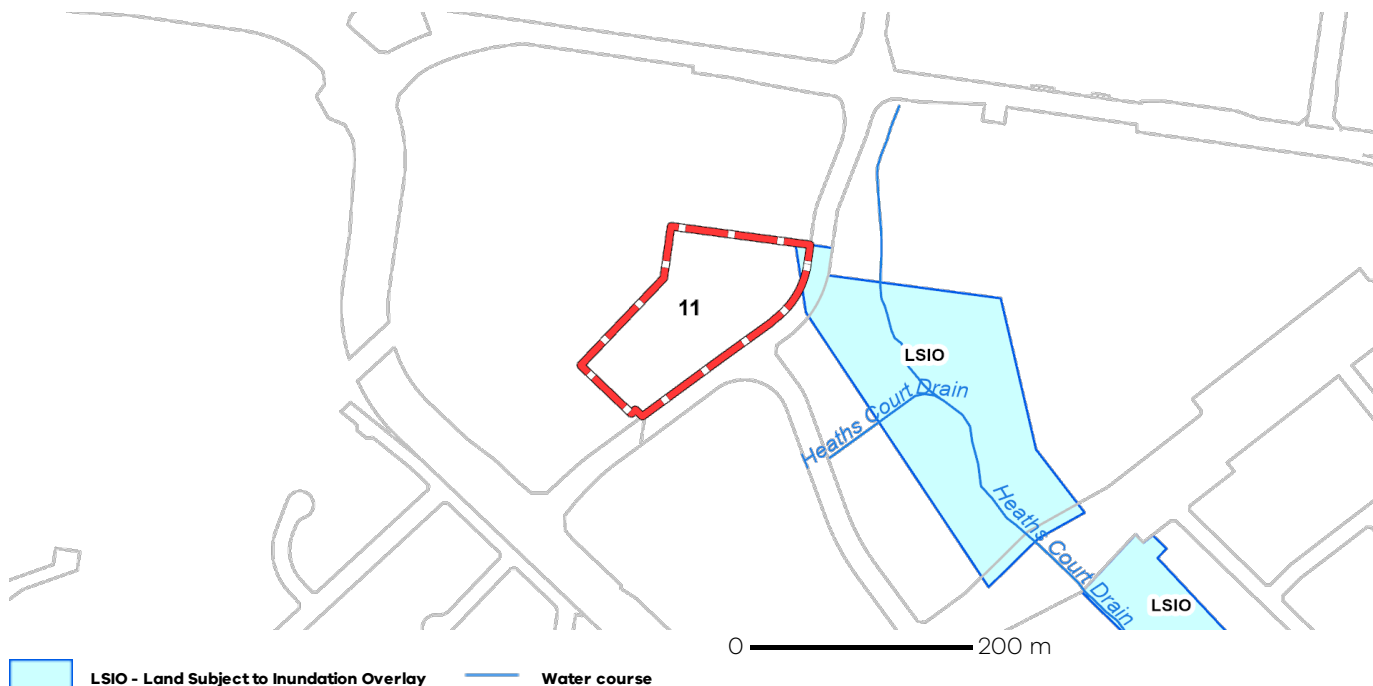 11
LSIO
Heaths Court Drain
Heaths Court Drain
LSIO
0 200 m
LSIO - Land Subject to Inundation Overlay Water course